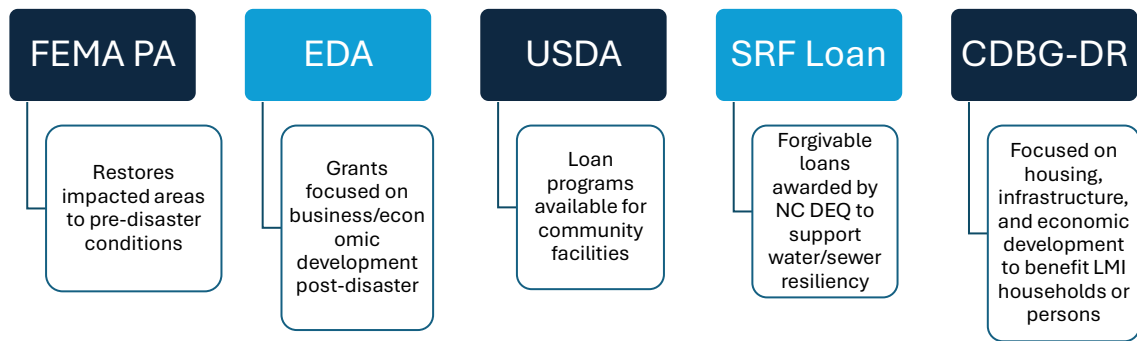 FEMA PA
Restores
impacted areas
to pre-disaster
conditions
EDA
Grants
focused on
business/econ
omic
development
post-disaster
USDA
Loan
programs
available for
community
facilities
SRF Loan
Forgivable
loans
awarded by
NC DEQ to
support
water/sewer
resiliency
CDBG-DR
Focused on
housing,
infrastructure,
and economic
development
to benefit LMI
households or
persons